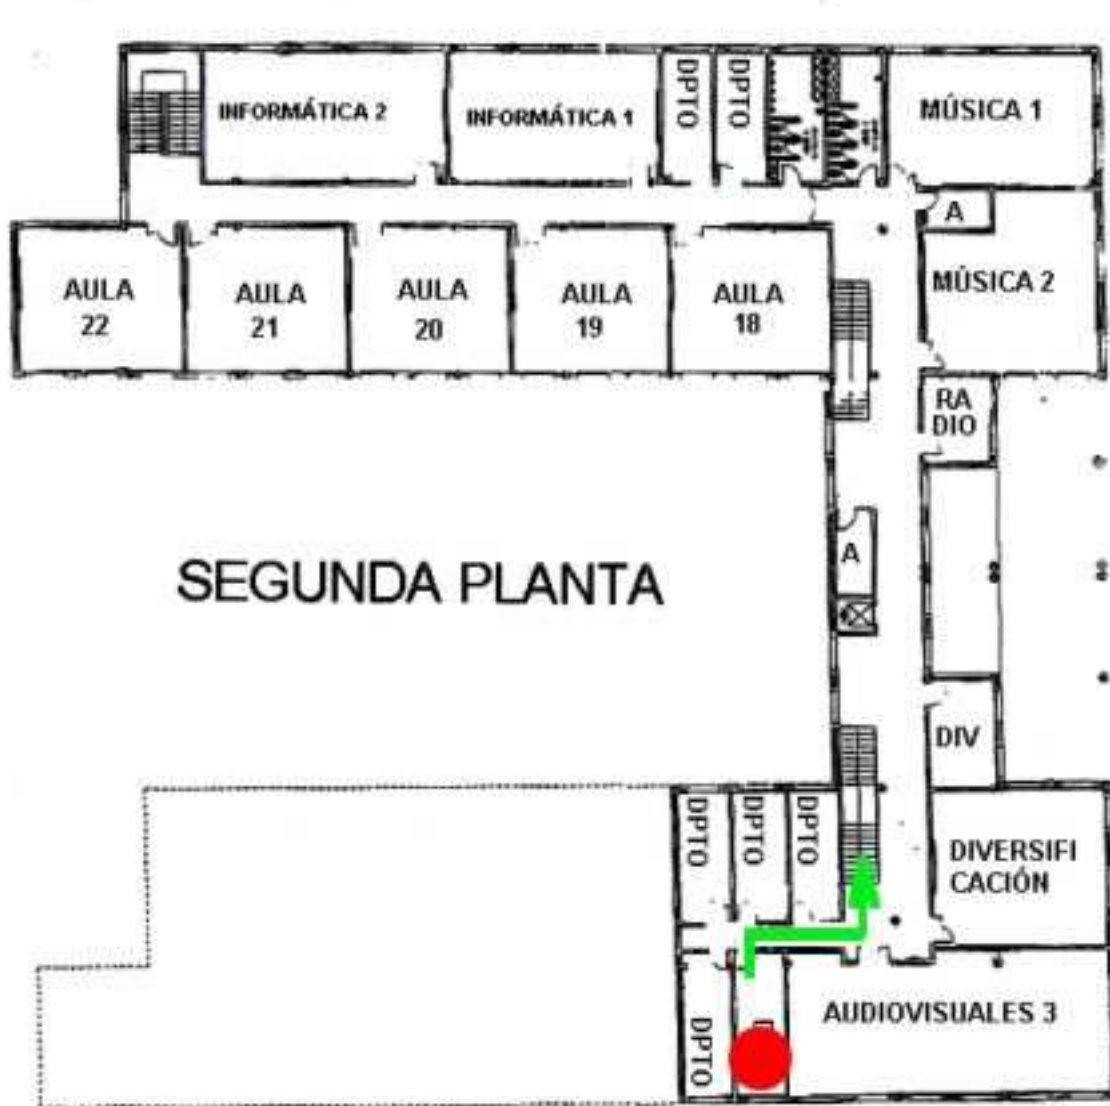 INFORMÁTICA 2
INFORMÁTICA 1
DPTO
DPTO
MÚSICA 1
A
MÚSICA 2
AULA
22
AULA
21
AULA
20
AULA
19
AULA
18
RA
DIO
A
SEGUNDA PLANTA
DIV
DPTO
DPTO
DPTO
DIVERSIFI
CACIÓN
DPTO
AUDIOVISUALES 3